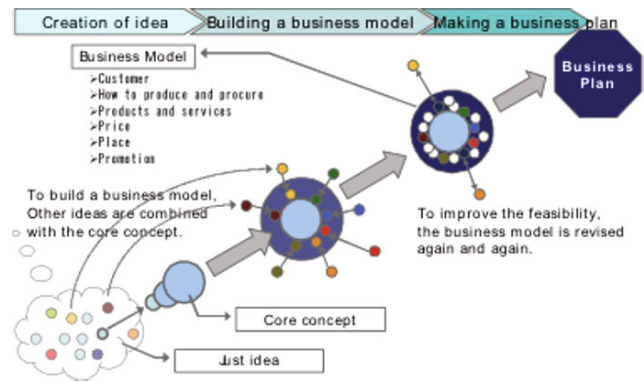 Creation of idea
Building a business model
Making a business plan
Business Model
➤Customer
➤How to produce and procure
➤Products and services
➤Price
➤Place
➤Promotion
Business
Plan
To build a business model,
Other ideas are combined
with the core concept.
To improve the feasibility,
the business model is revised
again and again.
Core concept
Just idea